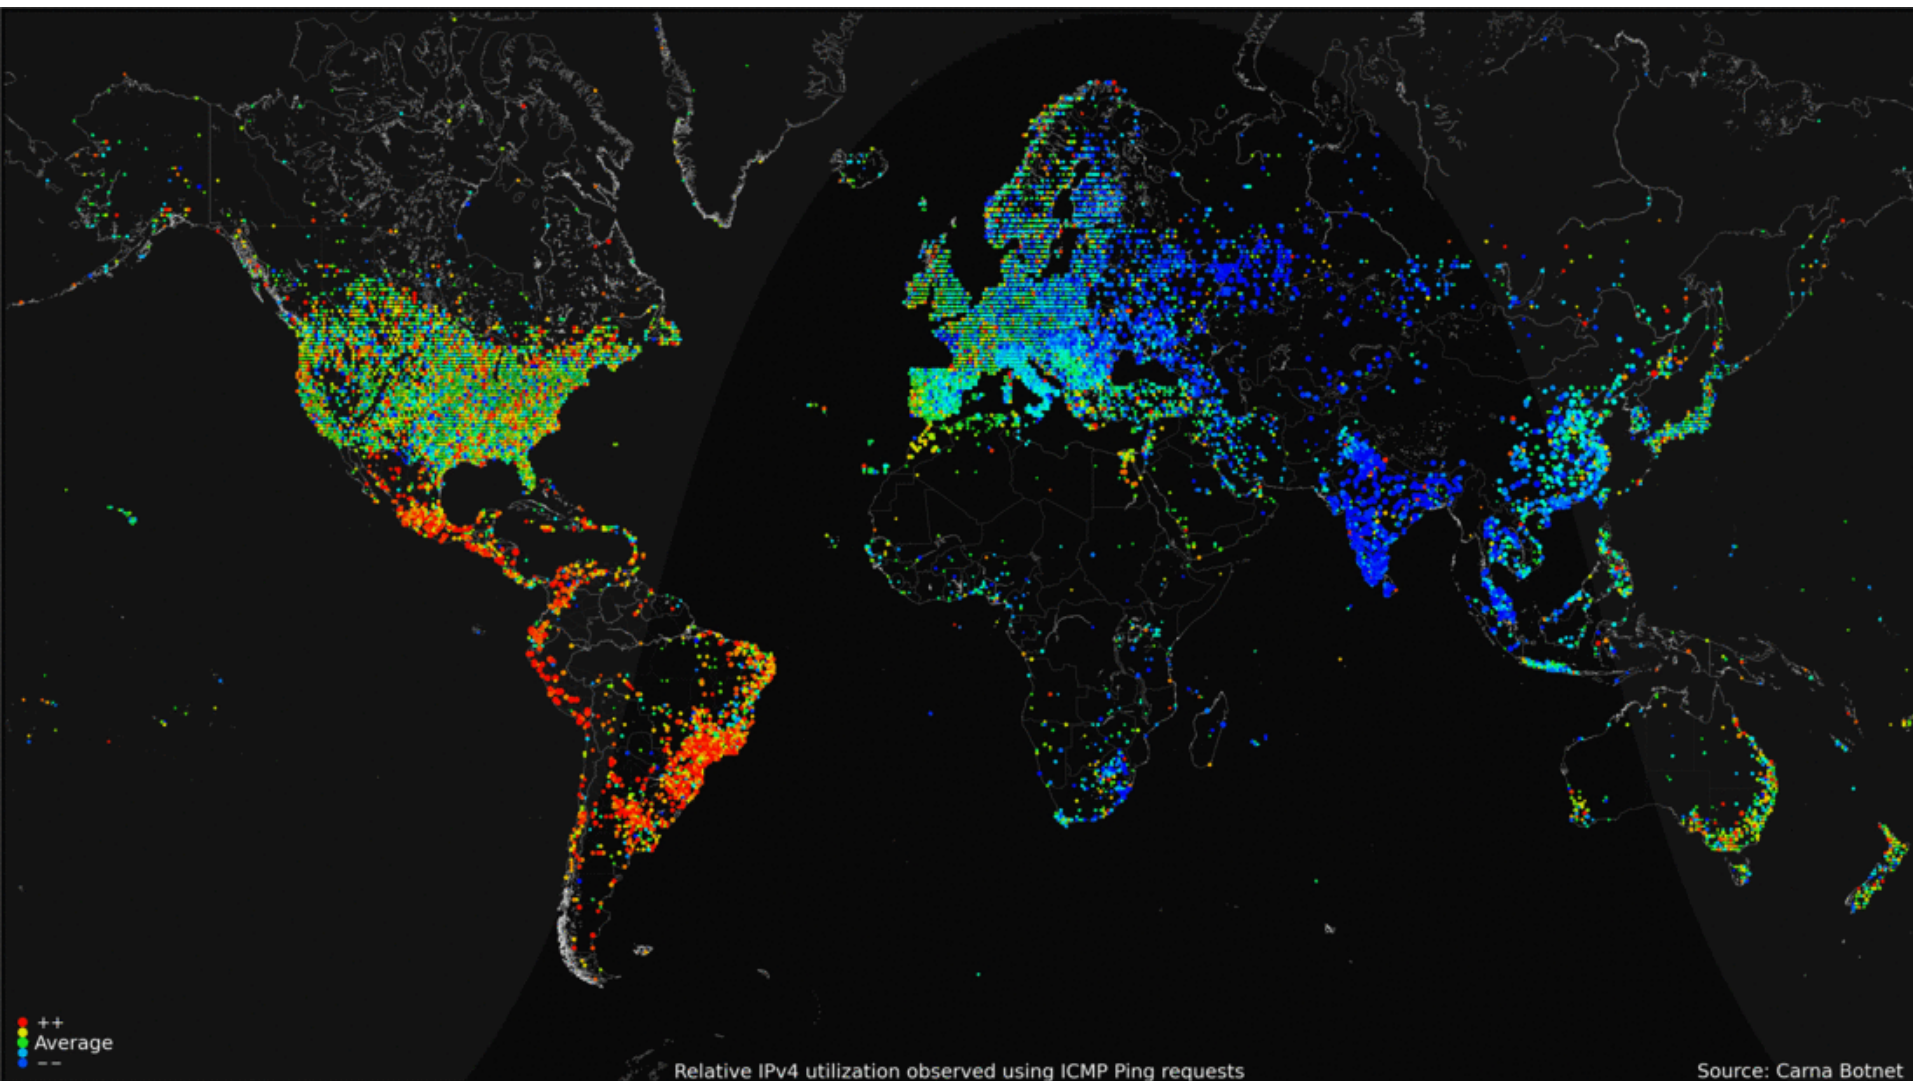 ++
Average
--
Relative IPv4 utilization observed using ICMP Ping requests
Source: Carna Botnet